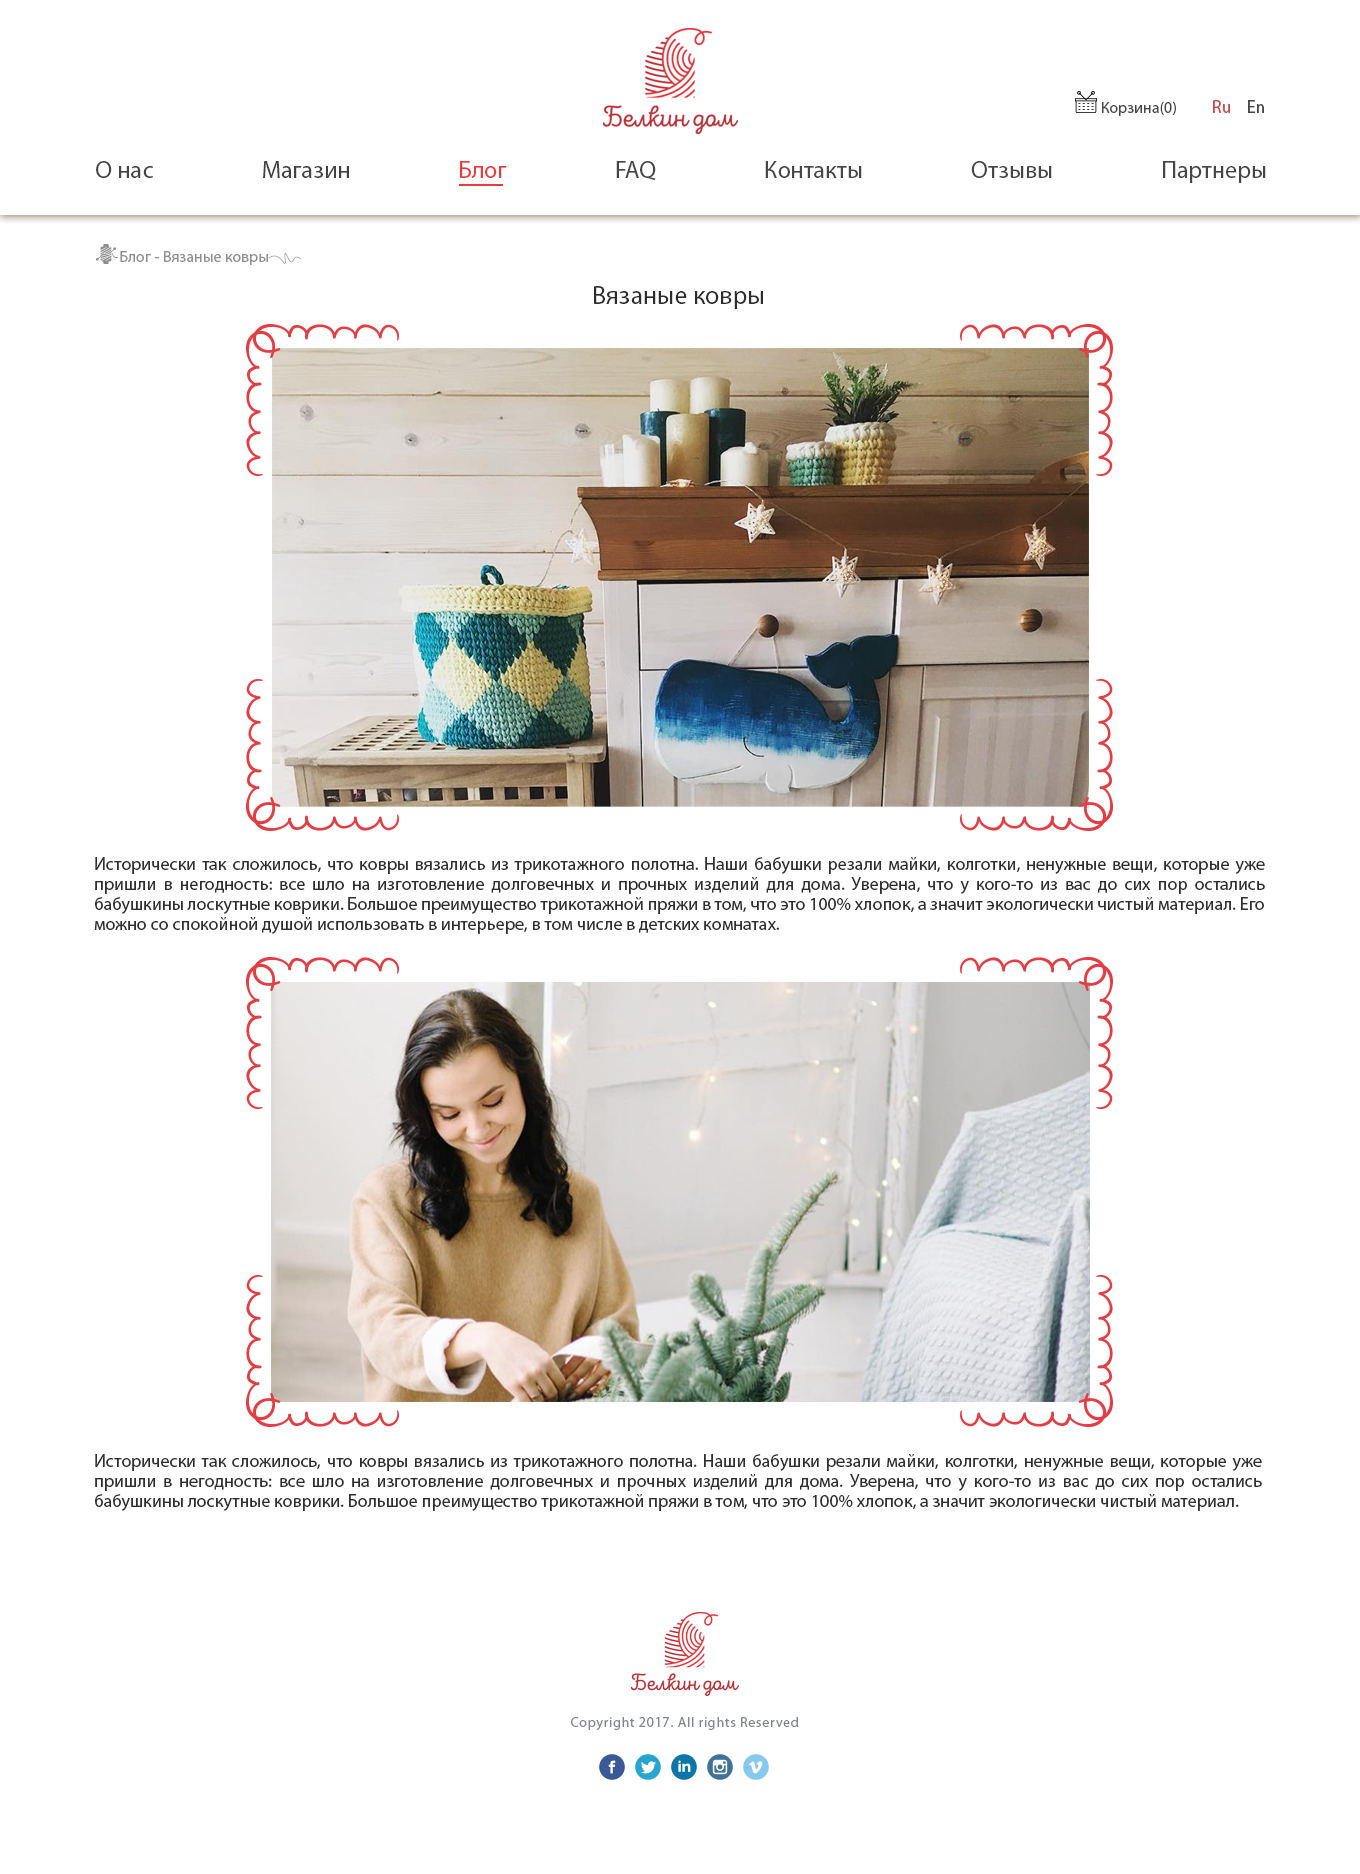 Белкин дом
Корзина(0) Ru En
О нас Магазин Блог FAQ Контакты Отзывы Партнеры
Блог - Вязаные ковры
Вязаные ковры
Исторически так сложилось, что ковры вязались из трикотажного полотна. Наши бабушки резали майки, колготки, ненужные вещи, которые уже
пришли в негодность: все шло на изготовление долговечных и прочных изделий для дома. Уверена, что у кого-то из вас до сих пор остались
бабушкины лоскутные коврики. Большое преимущество трикотажной пряжи в том, что это 100% хлопок, а значит экологически чистый материал. Его
можно со спокойной душой использовать в интерьере, в том числе в детских комнатах.
Исторически так сложилось, что ковры вязались из трикотажного полотна. Наши бабушки резали майки, колготки, ненужные вещи, которые уже
пришли в негодность: все шло на изготовление долговечных и прочных изделий для дома. Уверена, что у кого-то из вас до сих пор остались
бабушкины лоскутные коврики. Большое преимущество трикотажной пряжи в том, что это 100% хлопок, а значит экологически чистый материал.
Белкин дом
Copyright 2017. All rights Reserved